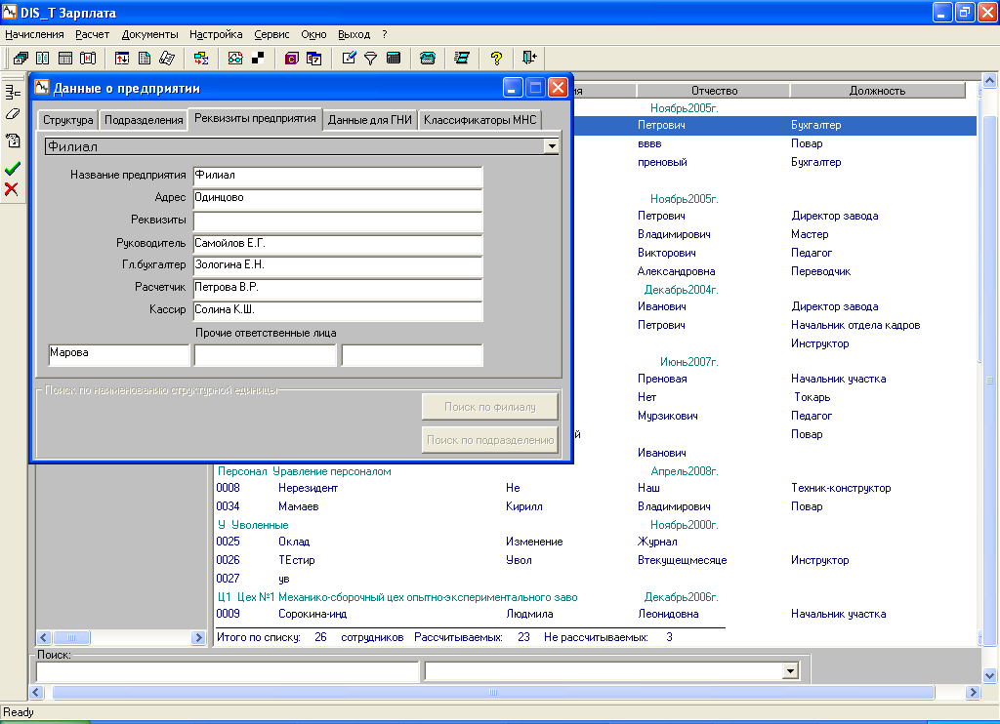 DIS_T Зарплата
Начисления Расчет Документы Настройка Сервис Окно Выход ?
Данные о предприятии
Структура Подразделения Реквизиты предприятия Данные для ГНИ Классификаторы МНС
Филиал
Название предприятия Филиал
Адрес Одинцово
Реквизиты
Руководитель Самойлов Е.Г.
Гл.бухгалтер Зологина Е.Н.
Расчетчик Петрова В.Р.
Кассир Солина К.Ш.
Прочие ответственные лица
Марова
Поиск по наименованию структурной единицы
Поиск по филиалу
Поиск по подразделению
Отчество Должность
Ноябрь2005г.
Петрович Бухгалтер
вввв Повар
преновый Бухгалтер
Ноябрь2005г.
Петрович Директор завода
Владимирович Мастер
Викторович Педагог
Александровна Переводчик
Декабрь2004г.
Иванович Директор завода
Петрович Начальник отдела кадров
Инструктор
Июнь2007г.
Преновая Начальник участка
Нет Токарь
Мурзикович Педагог
й Повар
Иванович
Персонал Управление персоналом Апрель2008г.
0008 Нерезидент Не Наш Техник-конструктор
0034 Мамаев Кирилл Владимирович Повар
У Уволенные Ноябрь2000г.
0025 Оклад Изменение Журнал
0026 ТЕстир Увол Втекущещмесяце Инструктор
0027 ув
Ц1 Цех №1 Механико-сборочный цех опытно-экспериментального заво Декабрь2006г.
0009 Сорокина-инд Людмила Леонидовна Начальник участка
Итого по списку: 26 сотрудников Рассчитываемых: 23 Не рассчитываемых: 3
Поиск:
Ready